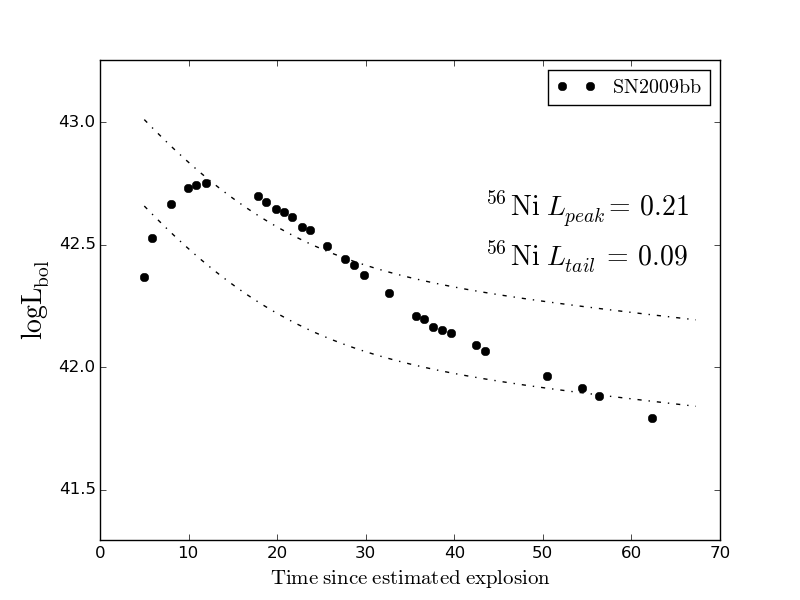 SN2009bb
⁵⁶Ni L_peak = 0.21
⁵⁶Ni L_tail = 0.09
logL_bol
43.0
42.5
42.0
41.5
0 10 20 30 40 50 60 70
Time since estimated explosion